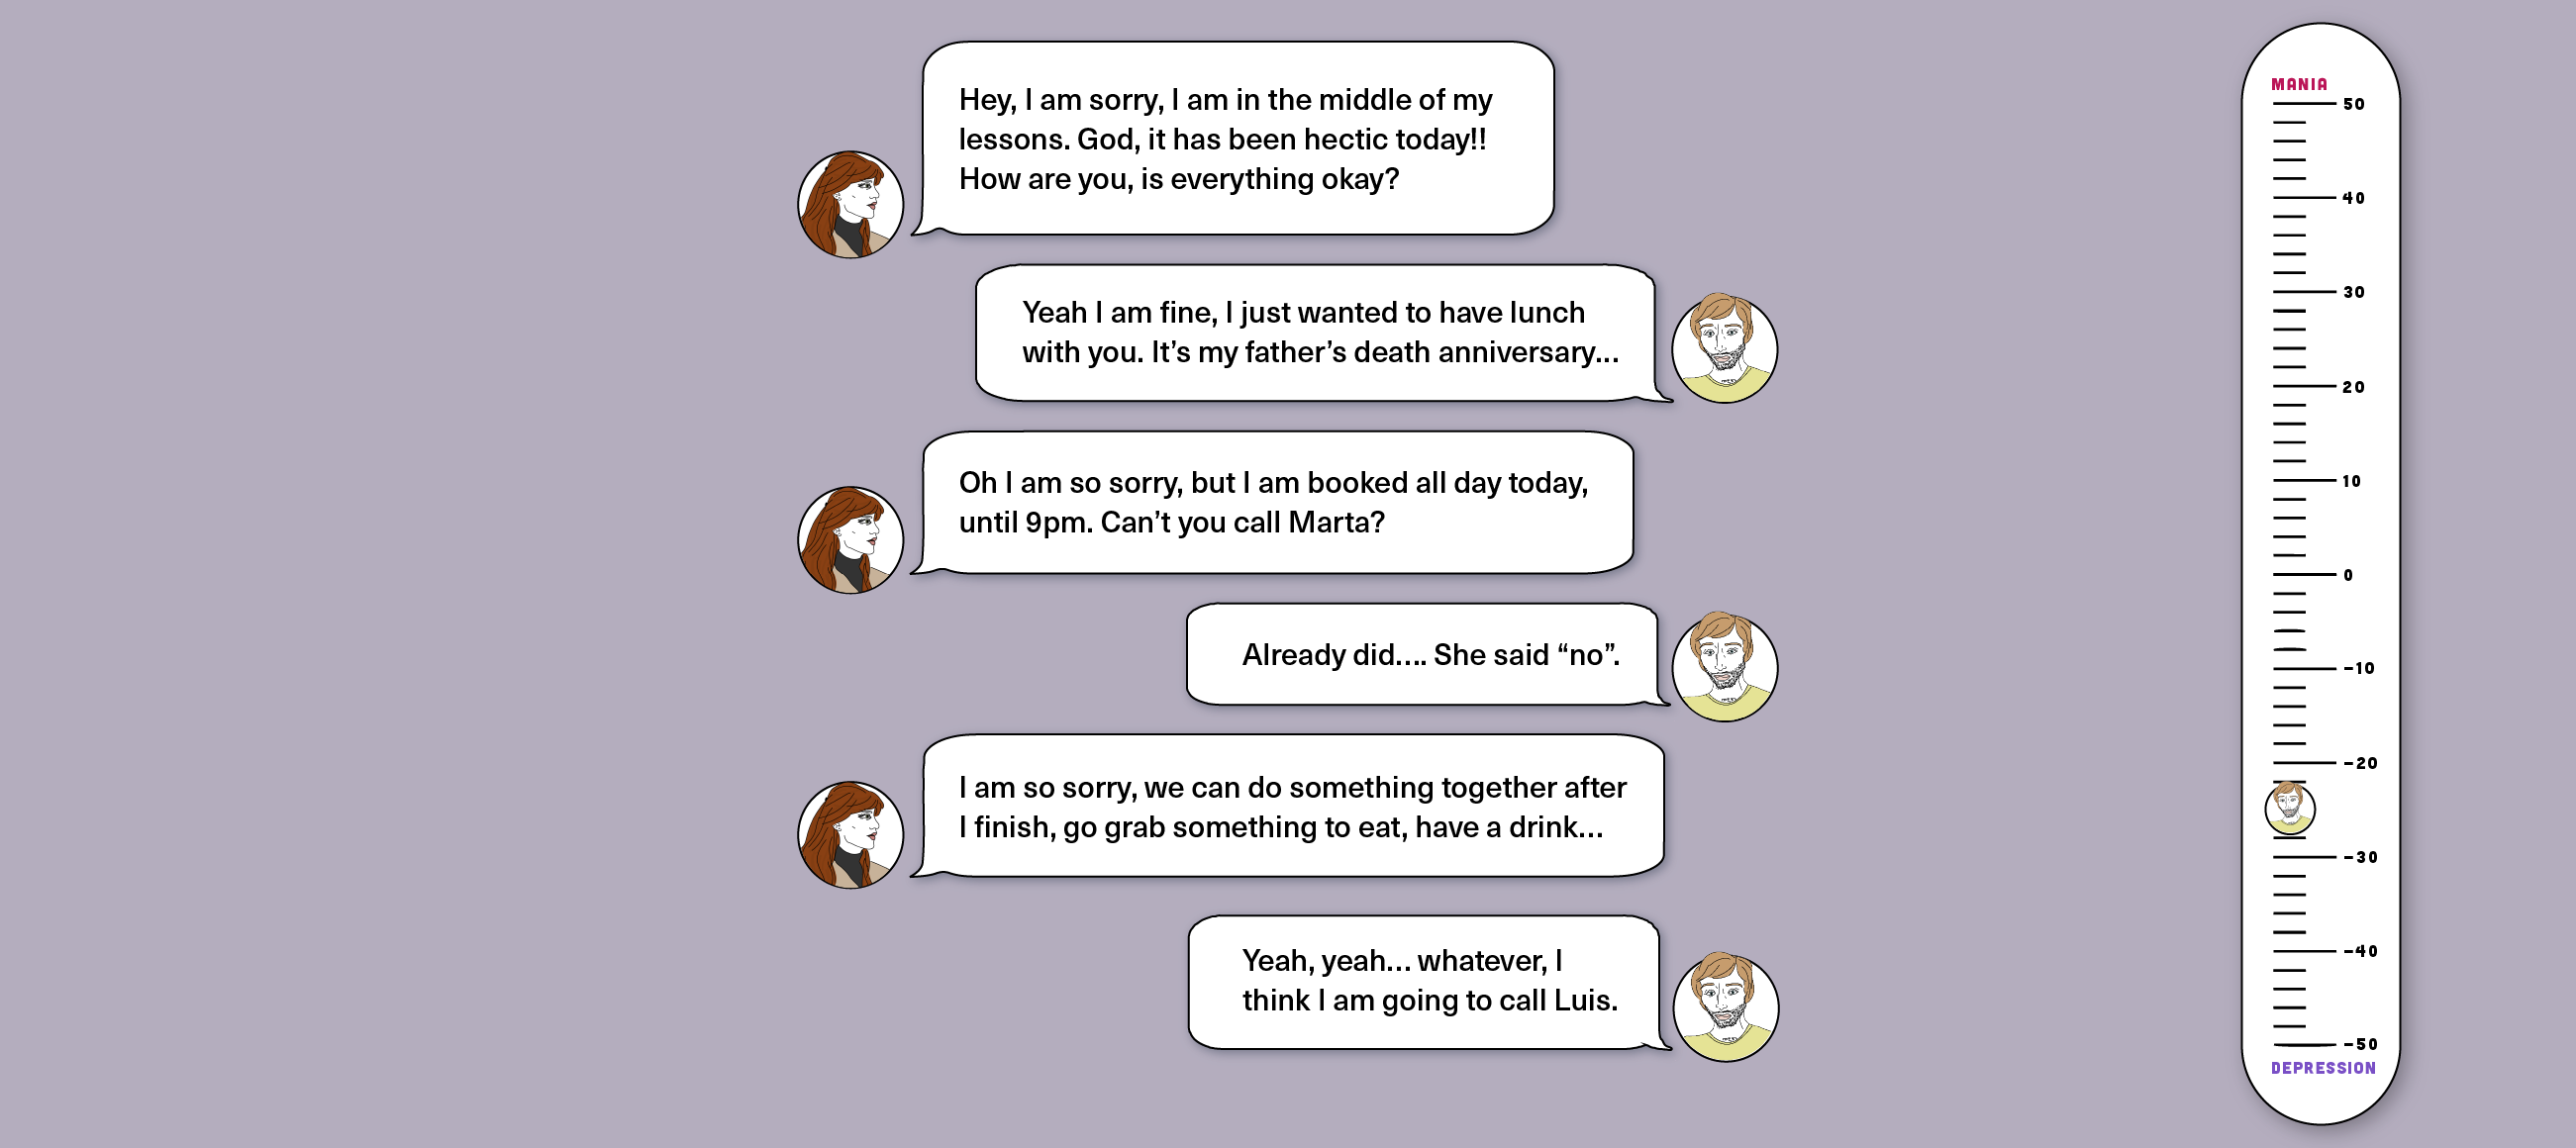 Hey, I am sorry, I am in the middle of my
lessons. God, it has been hectic today!!
How are you, is everything okay?
Yeah I am fine, I just wanted to have lunch
with you. It’s my father’s death anniversary...
Oh I am so sorry, but I am booked all day today,
until 9pm. Can’t you call Marta?
Already did.... She said “no”.
I am so sorry, we can do something together after
I finish, go grab something to eat, have a drink...
Yeah, yeah... whatever, I
think I am going to call Luis.
MANIA
50
40
30
20
10
0
-10
-20
-30
-40
-50
DEPRESSION